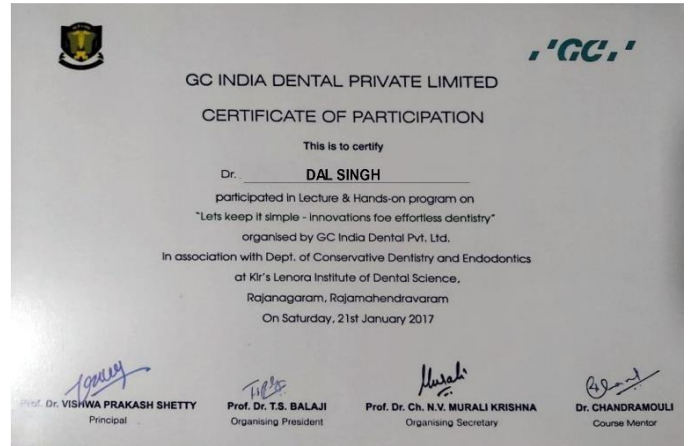 'GC'
GC INDIA DENTAL PRIVATE LIMITED
CERTIFICATE OF PARTICIPATION
This is to certify
Dr. DAL SINGH
participated in Lecture & Hands-on program on
"Lets keep it simple - innovations foe effortless dentistry"
organised by GC India Dental Pvt. Ltd.
In association with Dept. of Conservative Dentistry and Endodontics
at Klr's Lenora Institute of Dental Science,
Rajanagaram, Rajamahendravaram
On Saturday, 21st January 2017
Murali
Prof. Dr. VISHWA PRAKASH SHETTY
Principal
Prof. Dr. T.S. BALAJI
Organising President
Prof. Dr. Ch. N.V. MURALI KRISHNA
Organising Secretary
Dr. CHANDRAMOULI
Course Mentor